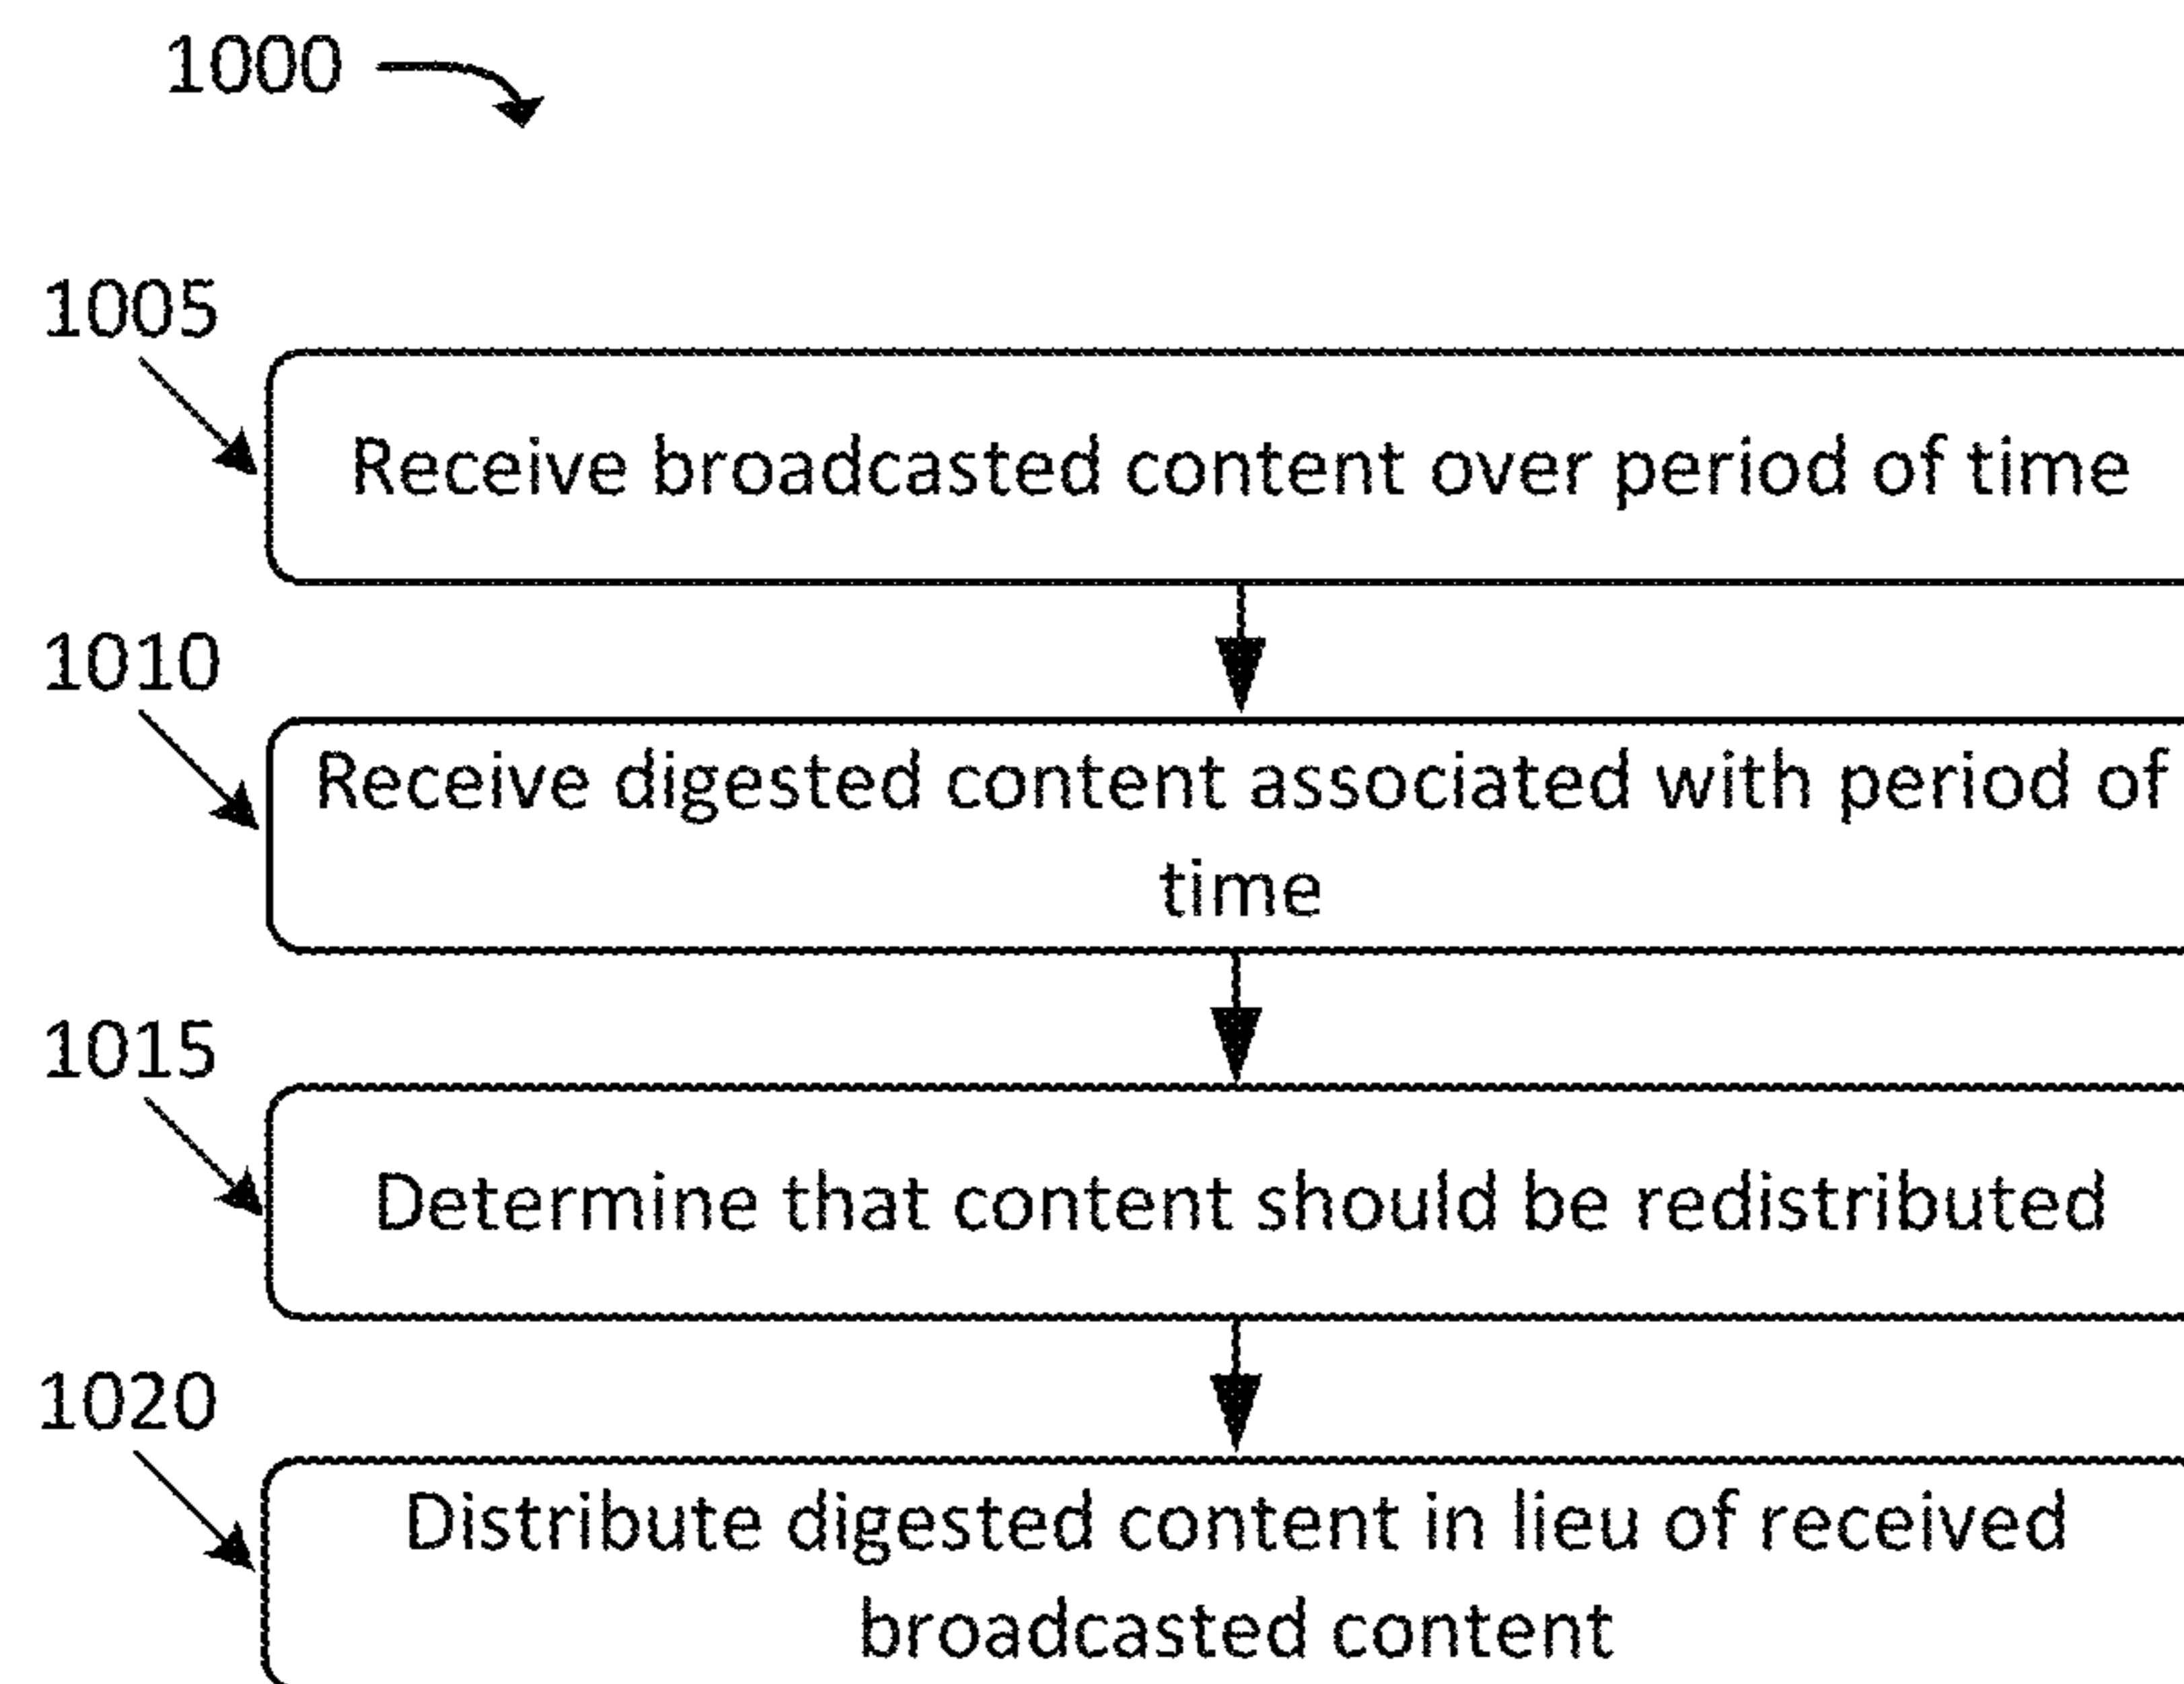 1000
1005
Receive broadcasted content over period of time
1010
Receive digested content associated with period of
time
1015
Determine that content should be redistributed
1020
Distribute digested content in lieu of received
broadcasted content